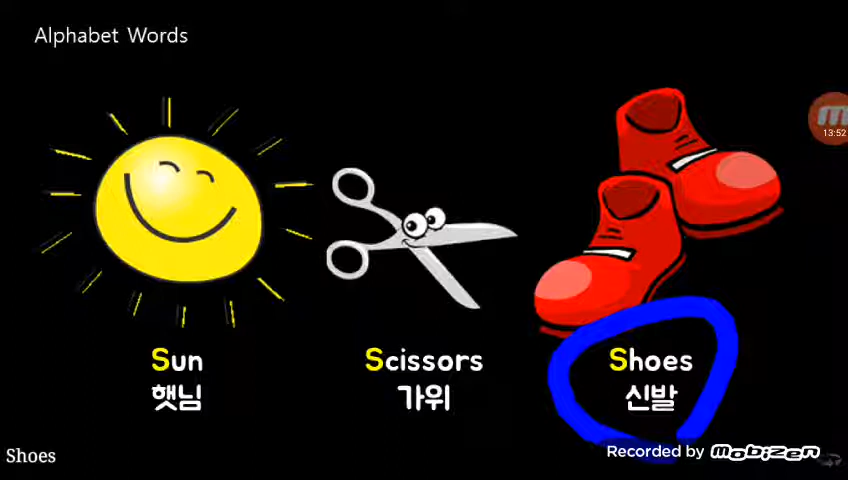 Alphabet Words
13:52
Sun Scissors Shoes
햇님 가위 신발
Shoes
Recorded by mobizen